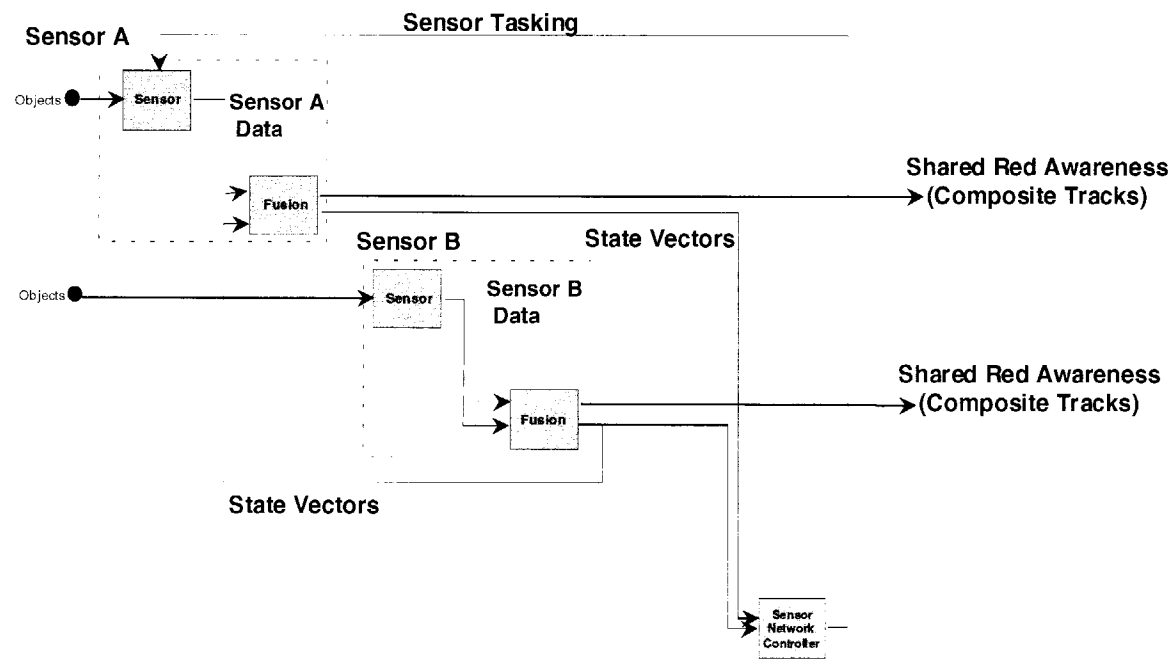 Sensor Tasking
Sensor A
Objects
Sensor
Sensor A
Data
Fusion
Shared Red Awareness
(Composite Tracks)
Sensor B
State Vectors
Objects
Sensor
Sensor B
Data
Shared Red Awareness
(Composite Tracks)
Fusion
State Vectors
Sensor
Network
Controller